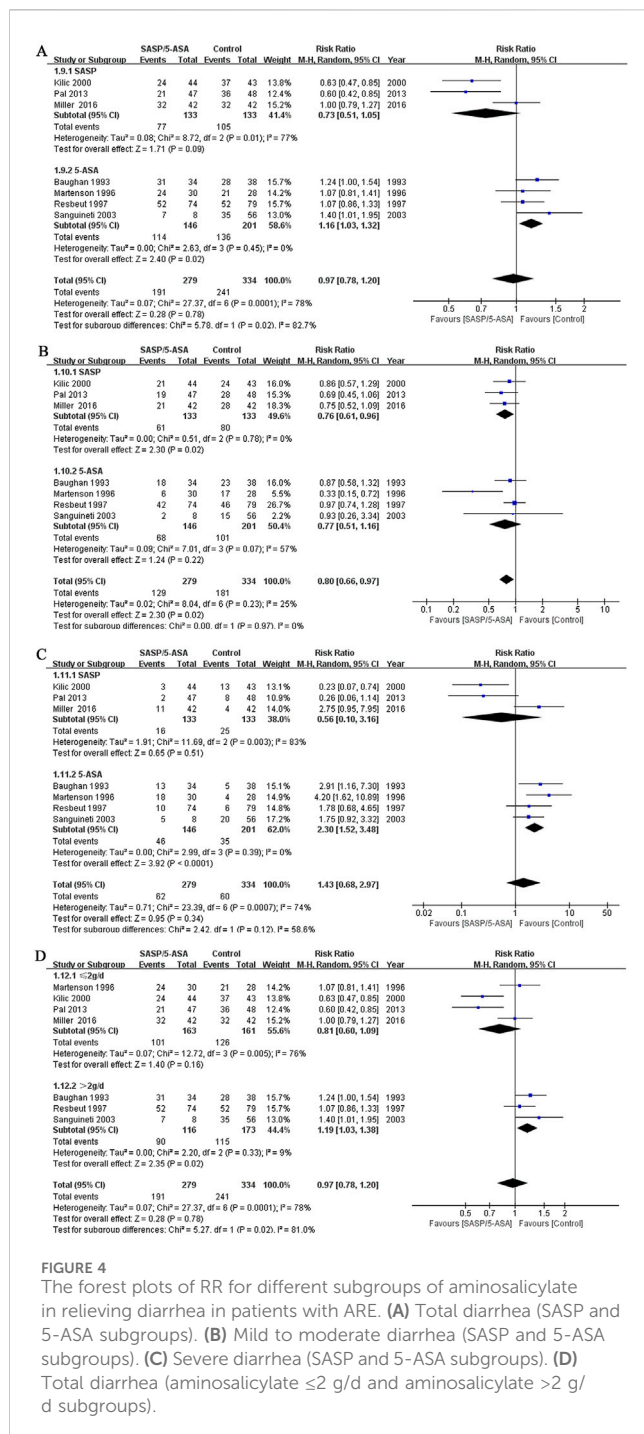 A
SASP/5-ASA Control Risk Ratio Risk Ratio
Study or Subgroup Events Total Events Total Weight M-H, Random, 95% CI Year M-H, Random, 95% CI
1.9.1 SASP
Kilic 2000 24 44 37 43 13.8% 0.63 [0.47, 0.85] 2000
Pal 2013 21 47 36 48 11.5% 0.60 [0.42, 0.85] 2013
Miller 2016 32 42 32 42 15.2% 1.00 [0.79, 1.27] 2016
Subtotal (95% CI) 133 133 41.4% 0.73 [0.51, 1.05]
Total events 77 105
Heterogeneity: Tau² = 0.08; Chi² = 8.72, df = 2 (P = 0.01); I² = 77%
Test for overall effect: Z = 1.71 (P = 0.09)
1.9.2 5-ASA
Baughan 1993 31 34 28 38 15.7% 1.24 [1.00, 1.54] 1993
Martenson 1996 24 30 21 28 14.2% 1.07 [0.81, 1.41] 1996
Resbeut 1997 52 74 52 79 15.7% 1.07 [0.86, 1.33] 1997
Sanguineti 2003 7 8 35 56 13.0% 1.40 [1.01, 1.95] 2003
Subtotal (95% CI) 146 201 58.6% 1.16 [1.03, 1.32]
Total events 114 136
Heterogeneity: Tau² = 0.00; Chi² = 2.63, df = 3 (P = 0.45); I² = 0%
Test for overall effect: Z = 2.40 (P = 0.02)
Total (95% CI) 279 334 100.0% 0.97 [0.78, 1.20]
Total events 191 241
Heterogeneity: Tau² = 0.07; Chi² = 27.37, df = 6 (P = 0.0001); I² = 78%
Test for overall effect: Z = 0.28 (P = 0.78)
Test for subgroup differences: Chi² = 5.78, df = 1 (P = 0.02), I² = 82.7%
0.5 0.7 1 1.5 2
Favours [SASP/5-ASA] Favours [Control]
B
SASP/5-ASA Control Risk Ratio Risk Ratio
Study or Subgroup Events Total Events Total Weight M-H, Random, 95% CI Year M-H, Random, 95% CI
1.10.1 SASP
Kilic 2000 21 44 24 43 16.0% 0.86 [0.57, 1.29] 2000
Pal 2013 19 47 28 48 15.3% 0.69 [0.45, 1.06] 2013
Miller 2016 21 42 28 42 18.3% 0.75 [0.52, 1.09] 2016
Subtotal (95% CI) 133 133 49.6% 0.76 [0.61, 0.96]
Total events 61 80
Heterogeneity: Tau² = 0.00; Chi² = 0.51, df = 2 (P = 0.78); I² = 0%
Test for overall effect: Z = 2.30 (P = 0.02)
1.10.2 5-ASA
Baughan 1993 18 34 23 38 16.0% 0.87 [0.58, 1.32] 1993
Martenson 1996 6 30 17 28 5.5% 0.33 [0.15, 0.72] 1996
Resbeut 1997 42 74 46 79 26.7% 0.97 [0.74, 1.28] 1997
Sanguineti 2003 2 8 15 56 2.2% 0.93 [0.26, 3.34] 2003
Subtotal (95% CI) 146 201 50.4% 0.77 [0.51, 1.16]
Total events 68 101
Heterogeneity: Tau² = 0.09; Chi² = 7.01, df = 3 (P = 0.07); I² = 57%
Test for overall effect: Z = 1.24 (P = 0.22)
Total (95% CI) 279 334 100.0% 0.80 [0.66, 0.97]
Total events 129 181
Heterogeneity: Tau² = 0.02; Chi² = 8.04, df = 6 (P = 0.23); I² = 25%
Test for overall effect: Z = 2.30 (P = 0.02)
Test for subgroup differences: Chi² = 0.00, df = 1 (P = 0.97), I² = 0%
0.1 0.2 0.5 1 2 5 10
Favours [SASP/5-ASA] Favours [Control]
C
SASP/5-ASA Control Risk Ratio Risk Ratio
Study or Subgroup Events Total Events Total Weight M-H, Random, 95% CI Year M-H, Random, 95% CI
1.11.1 SASP
Kilic 2000 3 44 13 43 13.1% 0.23 [0.07, 0.74] 2000
Pal 2013 2 47 8 48 10.9% 0.26 [0.06, 1.14] 2013
Miller 2016 11 42 4 42 14.0% 2.75 [0.95, 7.95] 2016
Subtotal (95% CI) 133 133 38.0% 0.56 [0.10, 3.16]
Total events 16 25
Heterogeneity: Tau² = 1.91; Chi² = 11.69, df = 2 (P = 0.003); I² = 83%
Test for overall effect: Z = 0.65 (P = 0.51)
1.11.2 5-ASA
Baughan 1993 13 34 5 38 15.1% 2.91 [1.16, 7.30] 1993
Martenson 1996 18 30 4 28 14.9% 4.20 [1.62, 10.89] 1996
Resbeut 1997 10 74 6 79 14.9% 1.78 [0.68, 4.65] 1997
Sanguineti 2003 5 8 20 56 17.2% 1.75 [0.92, 3.32] 2003
Subtotal (95% CI) 146 201 62.0% 2.30 [1.52, 3.48]
Total events 46 35
Heterogeneity: Tau² = 0.00; Chi² = 2.99, df = 3 (P = 0.39); I² = 0%
Test for overall effect: Z = 3.92 (P < 0.0001)
Total (95% CI) 279 334 100.0% 1.43 [0.68, 2.97]
Total events 62 60
Heterogeneity: Tau² = 0.71; Chi² = 23.39, df = 6 (P = 0.0007); I² = 74%
Test for overall effect: Z = 0.95 (P = 0.34)
Test for subgroup differences: Chi² = 2.42, df = 1 (P = 0.12), I² = 58.6%
0.02 0.1 1 10 50
Favours [SASP/5-ASA] Favours [Control]
D
SASP/5-ASA Control Risk Ratio Risk Ratio
Study or Subgroup Events Total Events Total Weight M-H, Random, 95% CI Year M-H, Random, 95% CI
1.12.1 ≤2g/d
Martenson 1996 24 30 21 28 14.2% 1.07 [0.81, 1.41] 1996
Kilic 2000 24 44 37 43 13.8% 0.63 [0.47, 0.85] 2000
Pal 2013 21 47 36 48 11.5% 0.60 [0.42, 0.85] 2013
Miller 2016 32 42 32 42 15.2% 1.00 [0.79, 1.27] 2016
Subtotal (95% CI) 163 161 55.6% 0.81 [0.60, 1.09]
Total events 101 126
Heterogeneity: Tau² = 0.07; Chi² = 12.72, df = 3 (P = 0.005); I² = 76%
Test for overall effect: Z = 1.40 (P = 0.16)
1.12.2 >2g/d
Baughan 1993 31 34 28 38 15.7% 1.24 [1.00, 1.54] 1993
Resbeut 1997 52 74 52 79 15.7% 1.07 [0.86, 1.33] 1997
Sanguineti 2003 7 8 35 56 13.0% 1.40 [1.01, 1.95] 2003
Subtotal (95% CI) 116 173 44.4% 1.19 [1.03, 1.38]
Total events 90 115
Heterogeneity: Tau² = 0.00; Chi² = 2.20, df = 2 (P = 0.33); I² = 9%
Test for overall effect: Z = 2.35 (P = 0.02)
Total (95% CI) 279 334 100.0% 0.97 [0.78, 1.20]
Total events 191 241
Heterogeneity: Tau² = 0.07; Chi² = 27.37, df = 6 (P = 0.0001); I² = 78%
Test for overall effect: Z = 0.28 (P = 0.78)
Test for subgroup differences: Chi² = 5.27, df = 1 (P = 0.02), I² = 81.0%
0.5 0.7 1 1.5 2
Favours [SASP/5-ASA] Favours [Control]
FIGURE 4
The forest plots of RR for different subgroups of aminosalicylate
in relieving diarrhea in patients with ARE. (A) Total diarrhea (SASP and
5-ASA subgroups). (B) Mild to moderate diarrhea (SASP and 5-ASA
subgroups). (C) Severe diarrhea (SASP and 5-ASA subgroups). (D)
Total diarrhea (aminosalicylate ≤2 g/d and aminosalicylate >2 g/
d subgroups).